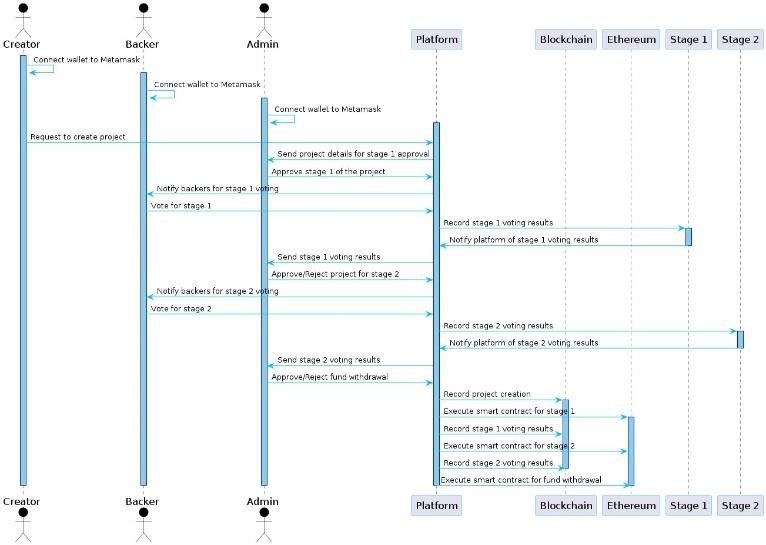 Creator
Backer
Admin
Platform
Blockchain
Ethereum
Stage 1
Stage 2
Connect wallet to Metamask
Connect wallet to Metamask
Connect wallet to Metamask
Request to create project
Send project details for stage 1 approval
Approve stage 1 of the project
Notify backers for stage 1 voting
Vote for stage 1
Record stage 1 voting results
Notify platform of stage 1 voting results
Send stage 1 voting results
Approve/Reject project for stage 2
Notify backers for stage 2 voting
Vote for stage 2
Record stage 2 voting results
Notify platform of stage 2 voting results
Send stage 2 voting results
Approve/Reject fund withdrawal
Record project creation
Execute smart contract for stage 1
Record stage 1 voting results
Execute smart contract for stage 2
Record stage 2 voting results
Execute smart contract for fund withdrawal
Creator
Backer
Admin
Platform
Blockchain
Ethereum
Stage 1
Stage 2